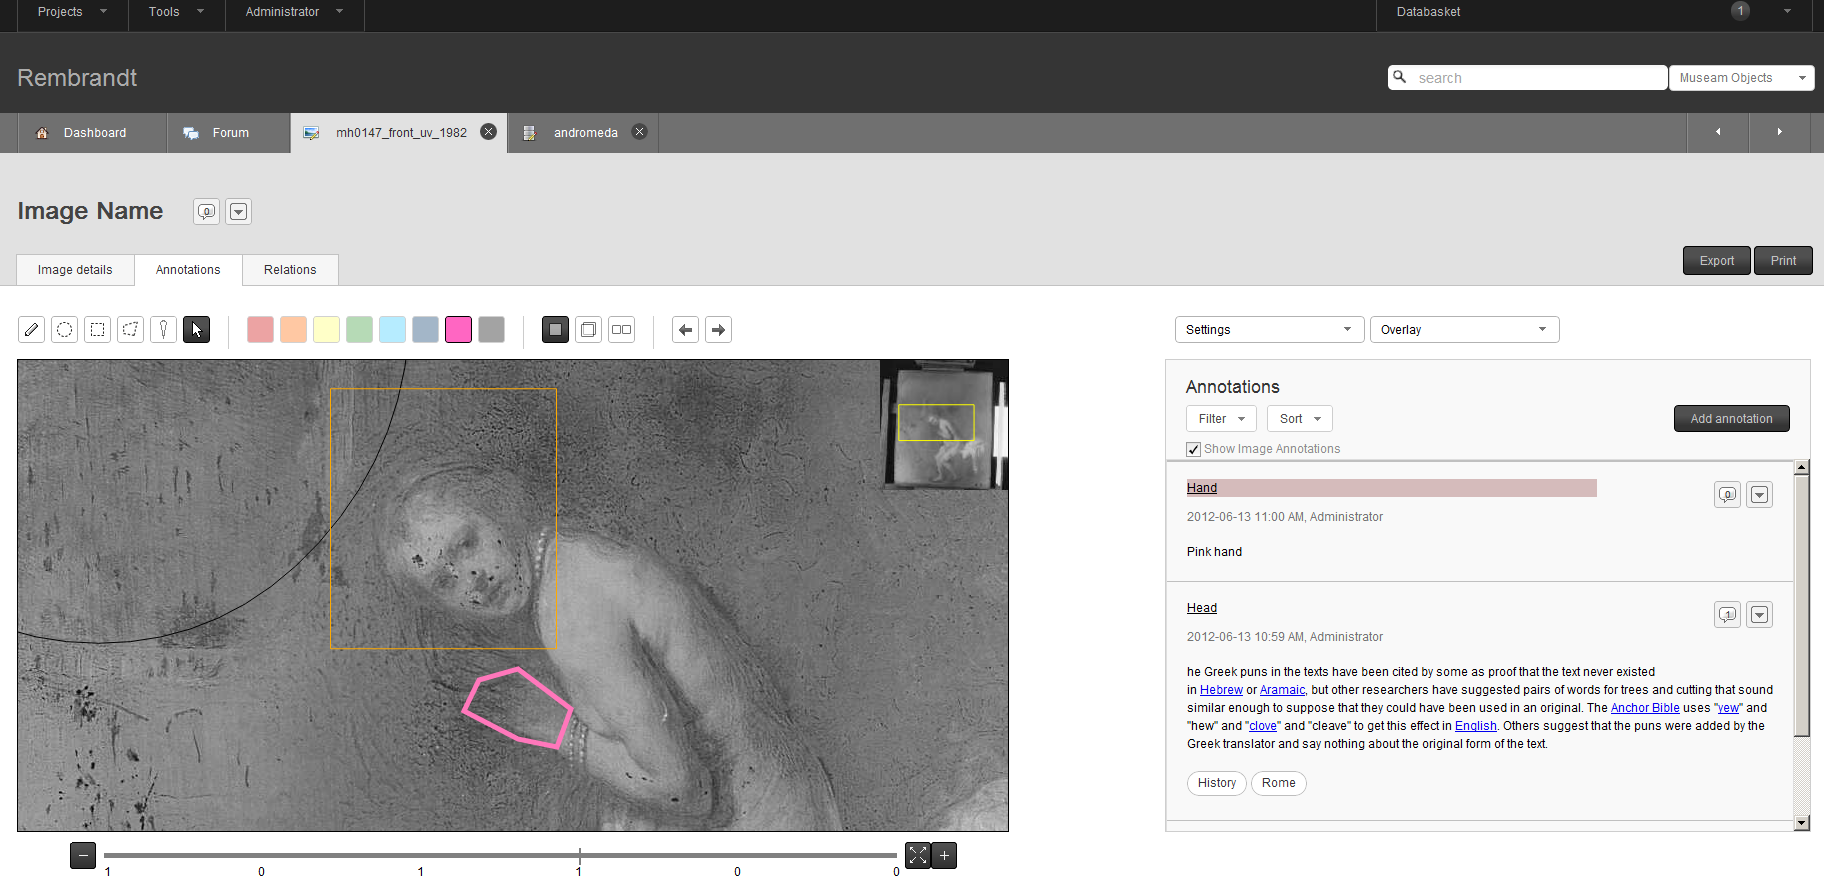 Projects Tools Administrator Databasket 1
Rembrandt search Museam Objects
Dashboard Forum mh0147_front_uv_1982 andromeda
Image Name 0
Image details Annotations Relations Export Print
Settings Overlay
Annotations
Filter Sort Add annotation
Show Image Annotations
Hand 0
2012-06-13 11:00 AM, Administrator
Pink hand
Head 1
2012-06-13 10:59 AM, Administrator
he Greek puns in the texts have been cited by some as proof that the text never existed
in Hebrew or Aramaic, but other researchers have suggested pairs of words for trees and cutting that sound
similar enough to suppose that they could have been used in an original. The Anchor Bible uses "yew" and
"hew" and "clove" and "cleave" to get this effect in English. Others suggest that the puns were added by the
Greek translator and say nothing about the original form of the text.
History Rome
1 0 1 1 0 0